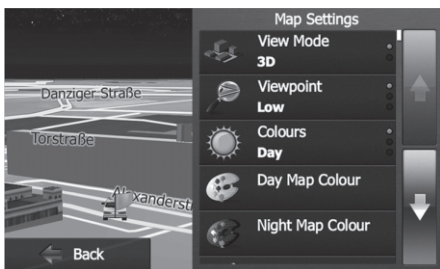 Map Settings
View Mode
3D
Viewpoint
Low
Colours
Day
Day Map Colour
Night Map Colour
Danziger Straße
Torstraße
Alexanderst
Back